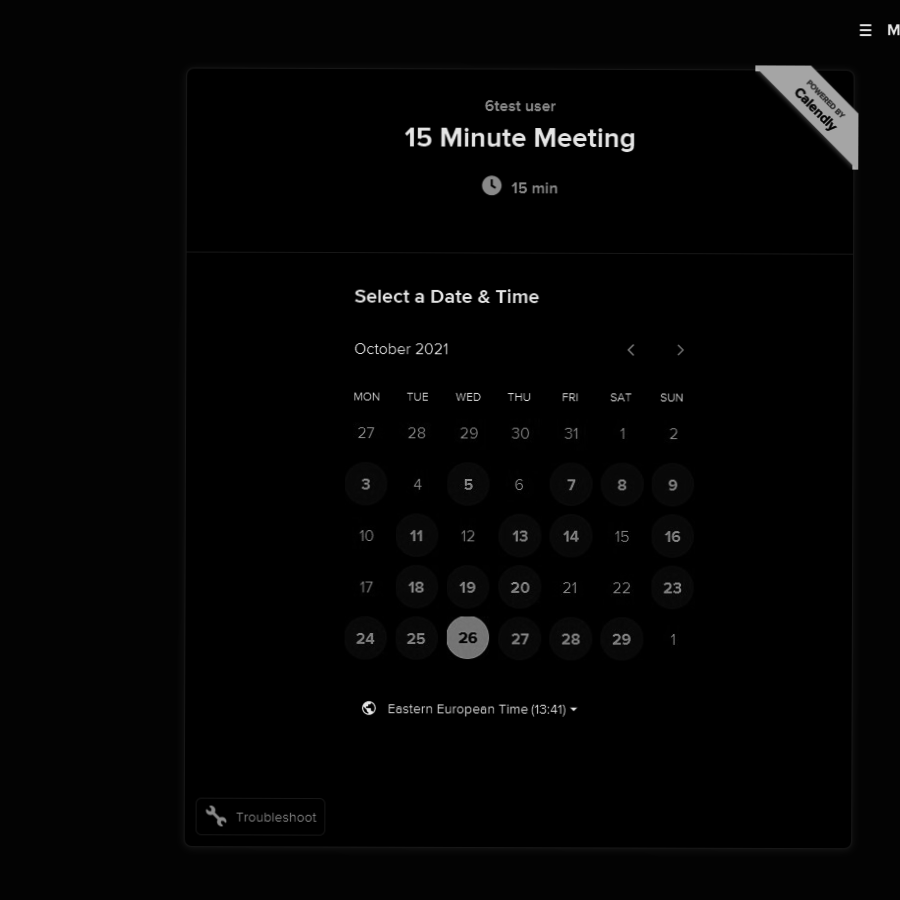 ☰ M
POWERED BY
Calendly
6test user
15 Minute Meeting
15 min
Select a Date & Time
October 2021
MON TUE WED THU FRI SAT SUN
27 28 29 30 31 1 2
3 4 5 6 7 8 9
10 11 12 13 14 15 16
17 18 19 20 21 22 23
24 25 26 27 28 29 1
Eastern European Time (13:41)
Troubleshoot